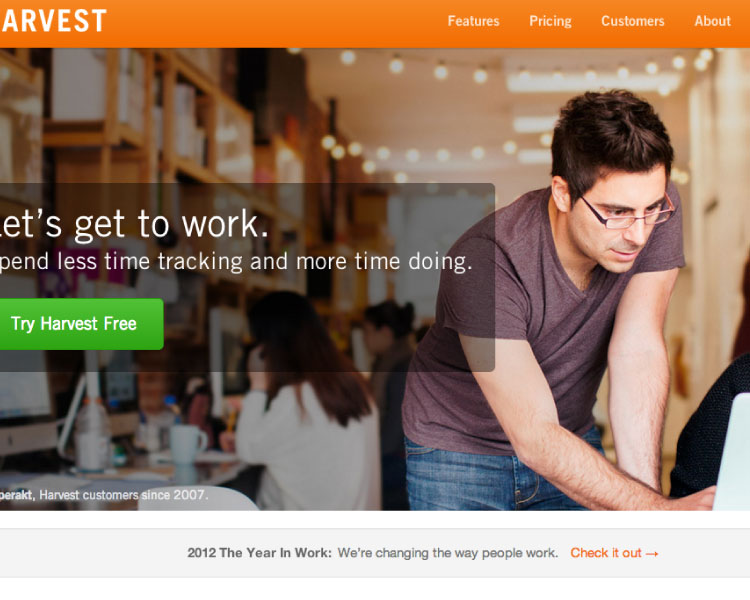 ARVEST
Features Pricing Customers About
et's get to work.
pend less time tracking and more time doing.
Try Harvest Free
perakt, Harvest customers since 2007.
2012 The Year In Work: We're changing the way people work. Check it out →